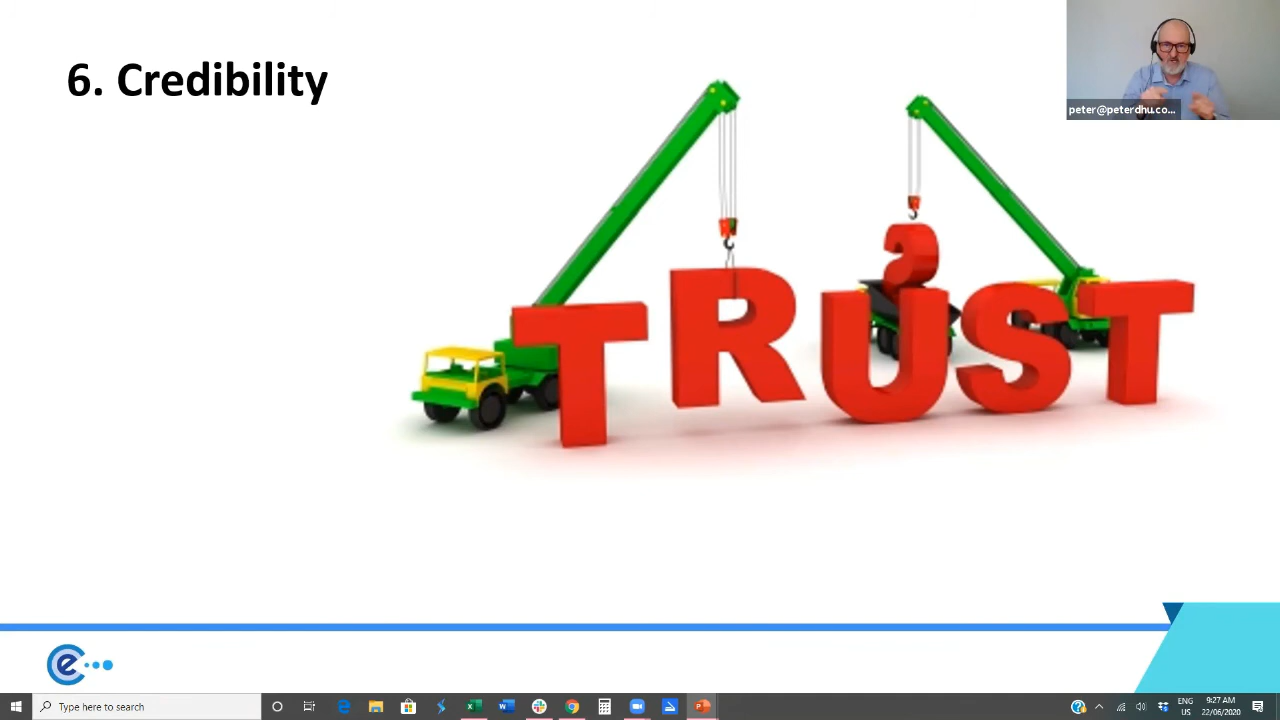 6. Credibility
peter@peterdhu.co...
TRUST
e
Type here to search
ENG
US
9:27 AM
22/06/2020